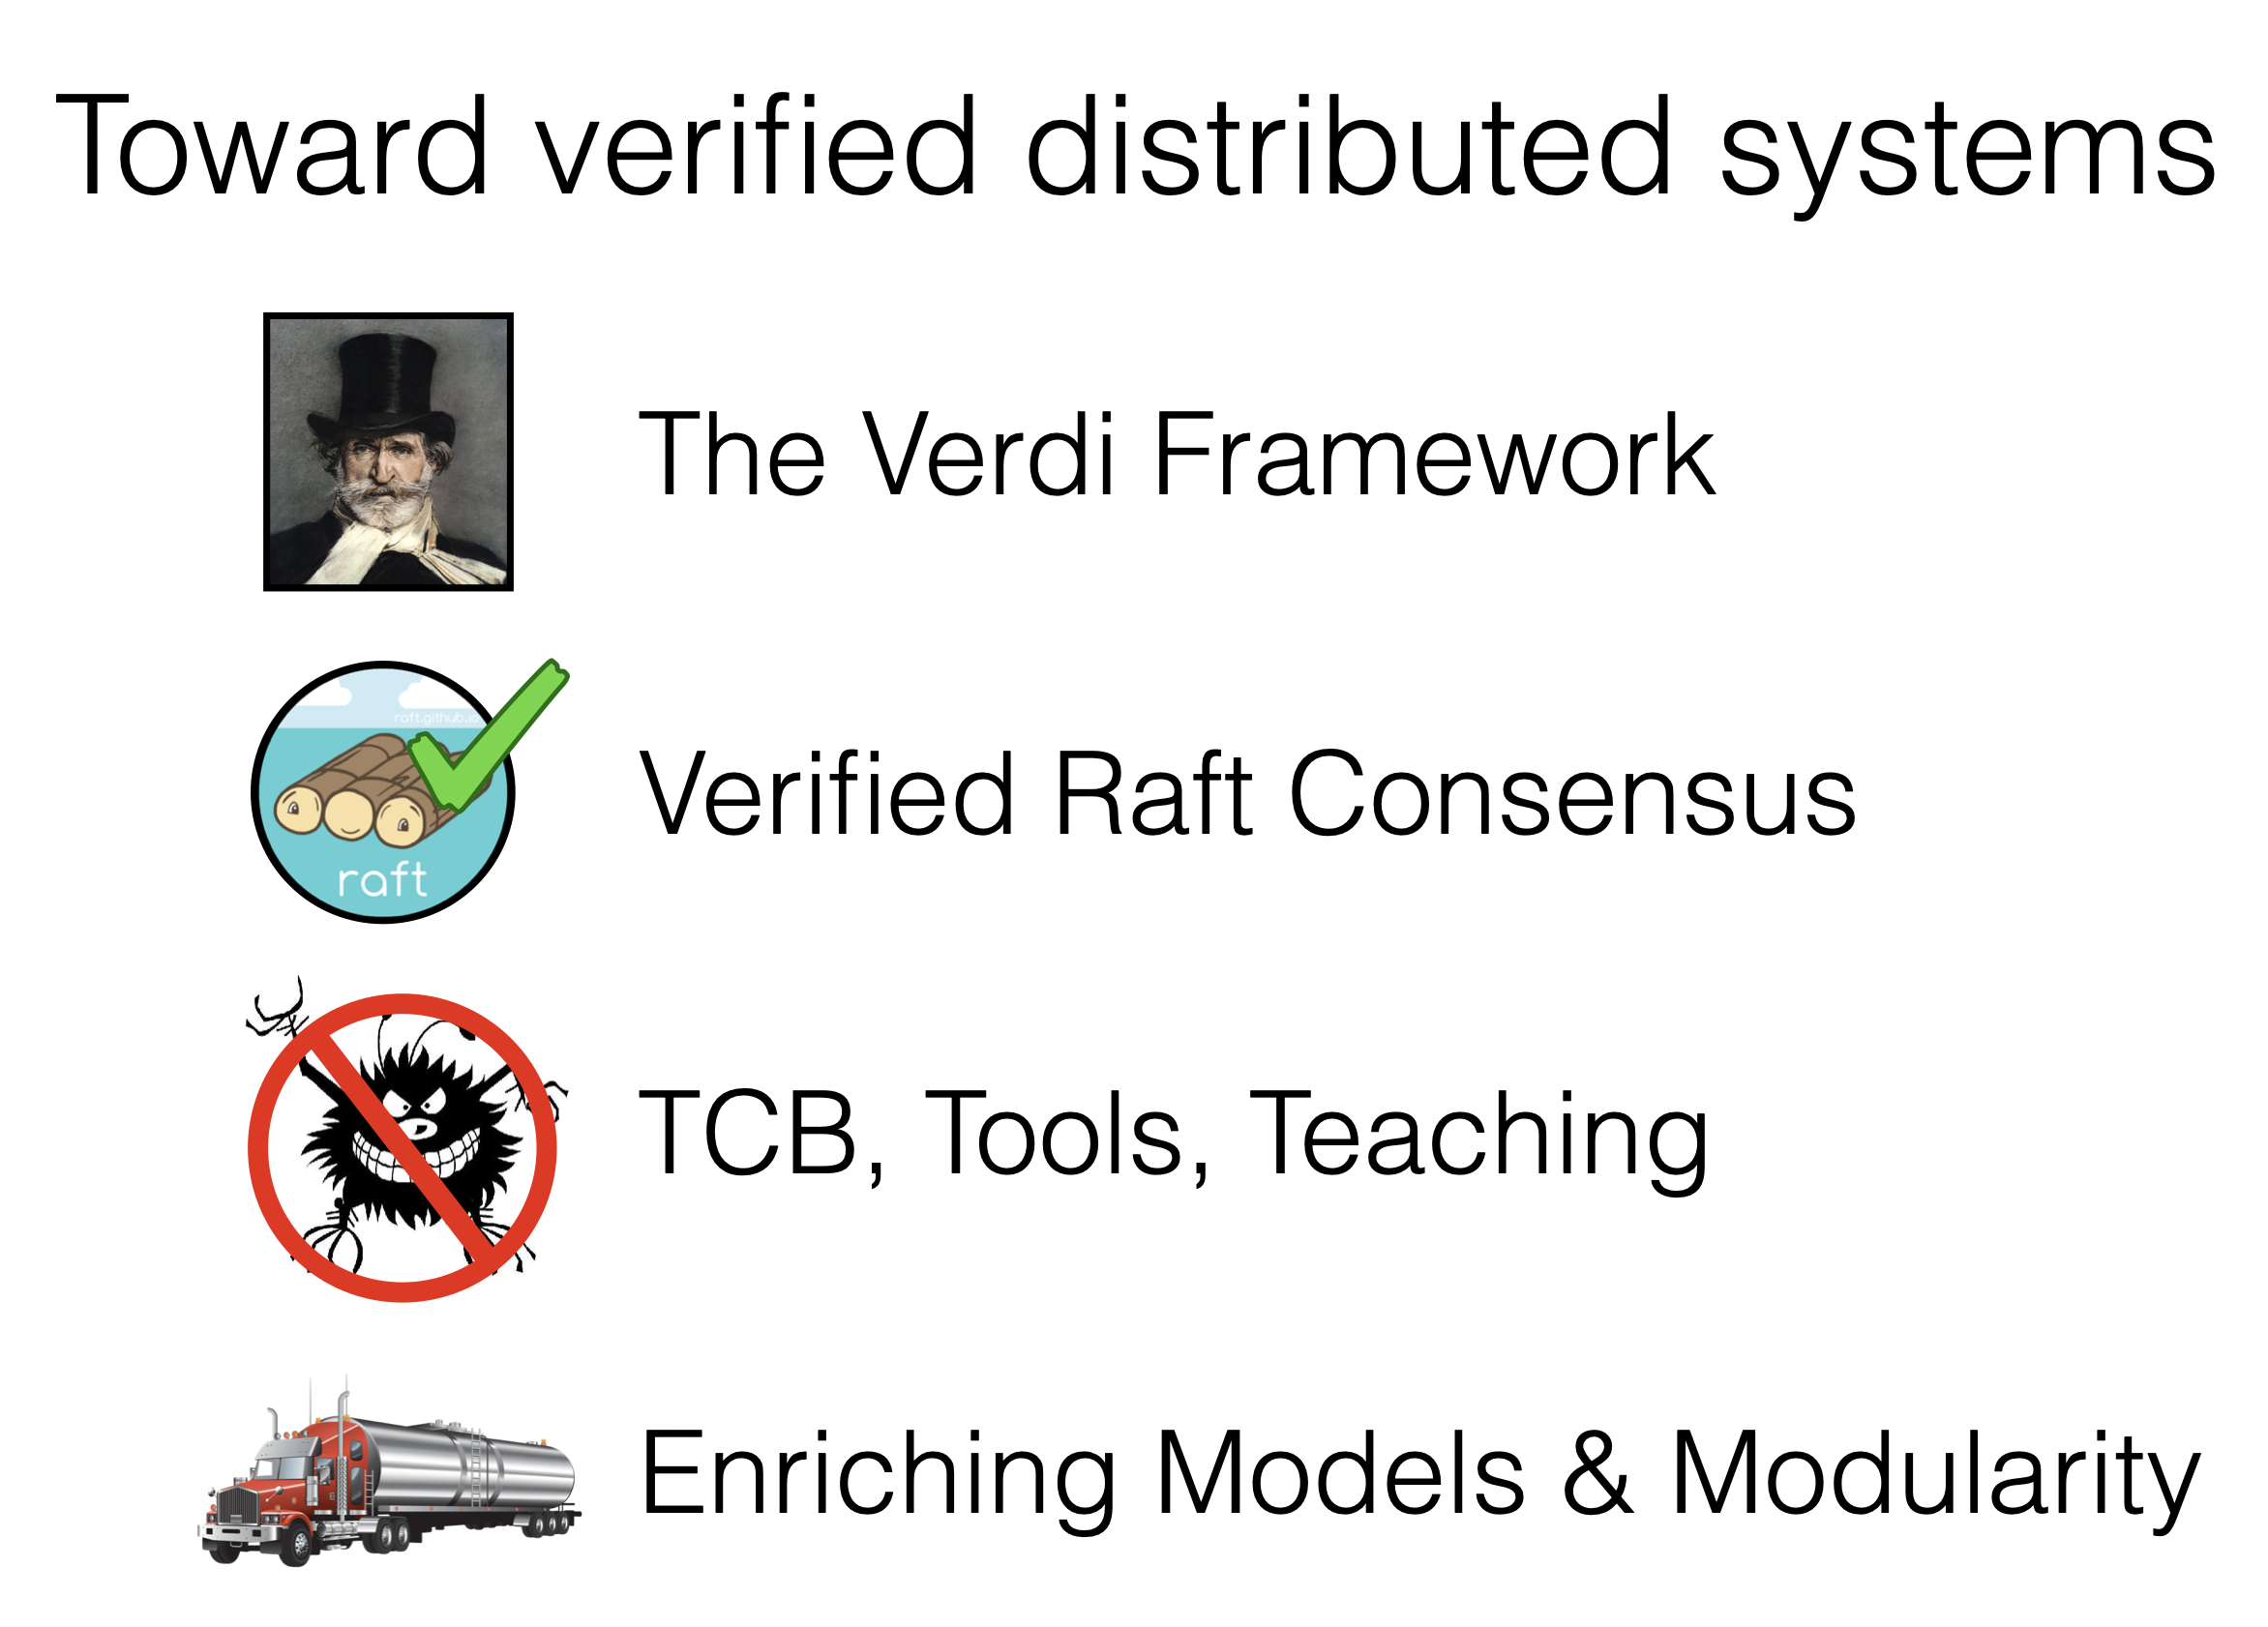 Toward verified distributed systems
The Verdi Framework
raft.github.io
raft
Verified Raft Consensus
TCB, Tools, Teaching
Enriching Models & Modularity